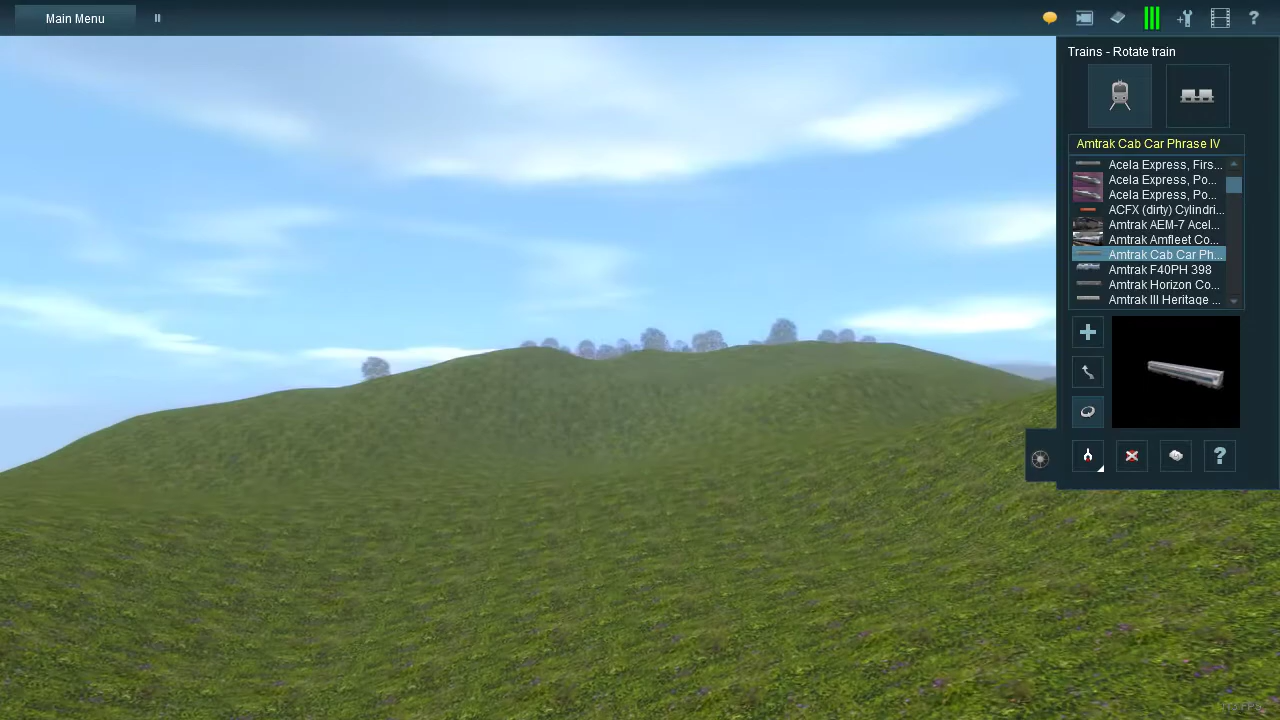 Main Menu
?
Trains - Rotate train
Amtrak Cab Car Phrase IV
Acela Express, Firs...
Acela Express, Po...
Acela Express, Po...
ACFX (dirty) Cylindri...
Amtrak AEM-7 Acel...
Amtrak Amfleet Co...
Amtrak Cab Car Ph...
Amtrak F40PH 398
Amtrak Horizon Co...
Amtrak III Heritage ...
?